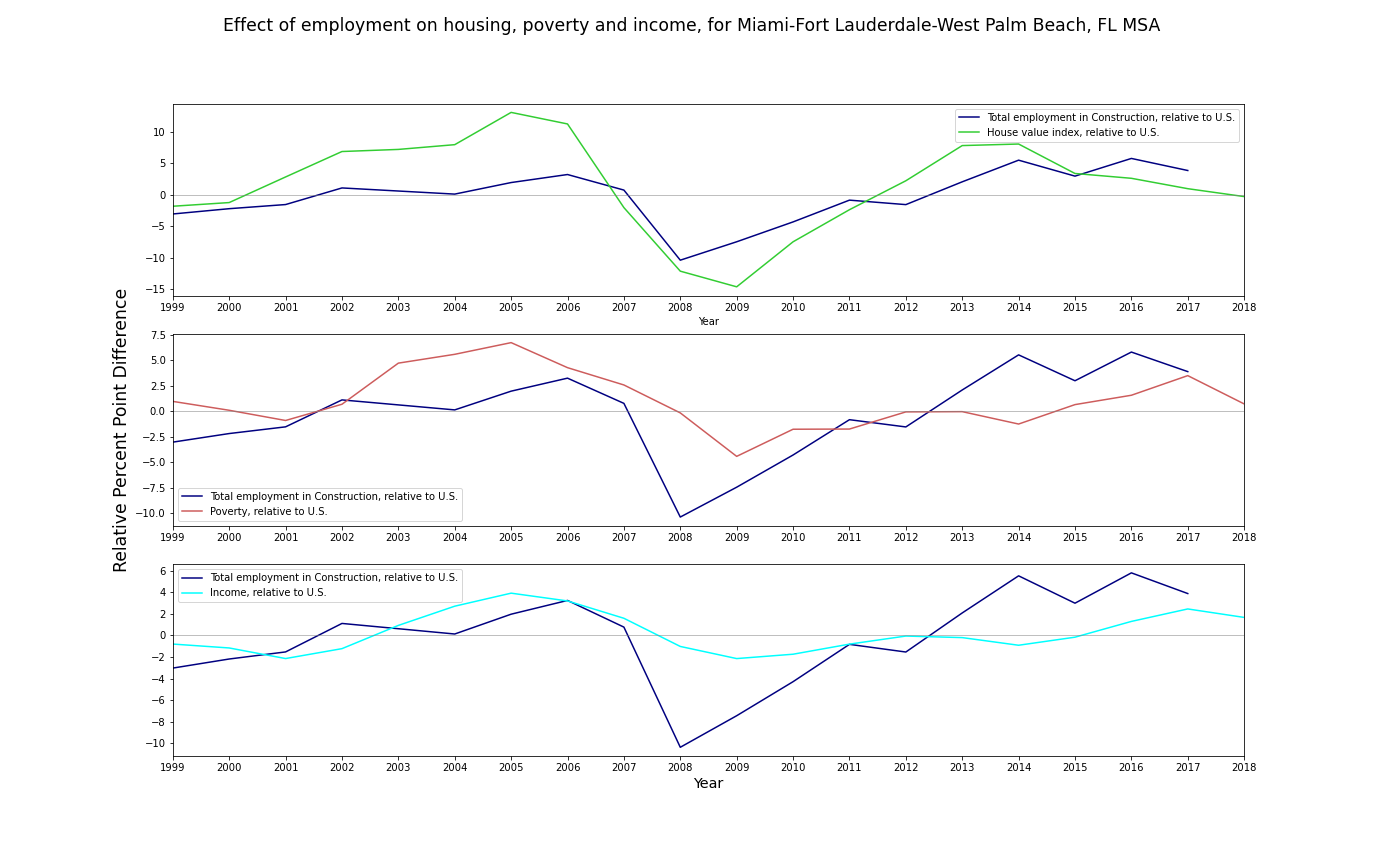 Effect of employment on housing, poverty and income, for Miami-Fort Lauderdale-West Palm Beach, FL MSA
Relative Percent Point Difference
Total employment in Construction, relative to U.S.
House value index, relative to U.S.
10
5
0
−5
−10
−15
1999 2000 2001 2002 2003 2004 2005 2006 2007 2008 2009 2010 2011 2012 2013 2014 2015 2016 2017 2018
Year
7.5
5.0
2.5
0.0
−2.5
−5.0
−7.5
−10.0
Total employment in Construction, relative to U.S.
Poverty, relative to U.S.
1999 2000 2001 2002 2003 2004 2005 2006 2007 2008 2009 2010 2011 2012 2013 2014 2015 2016 2017 2018
Total employment in Construction, relative to U.S.
Income, relative to U.S.
6
4
2
0
−2
−4
−6
−8
−10
1999 2000 2001 2002 2003 2004 2005 2006 2007 2008 2009 2010 2011 2012 2013 2014 2015 2016 2017 2018
Year